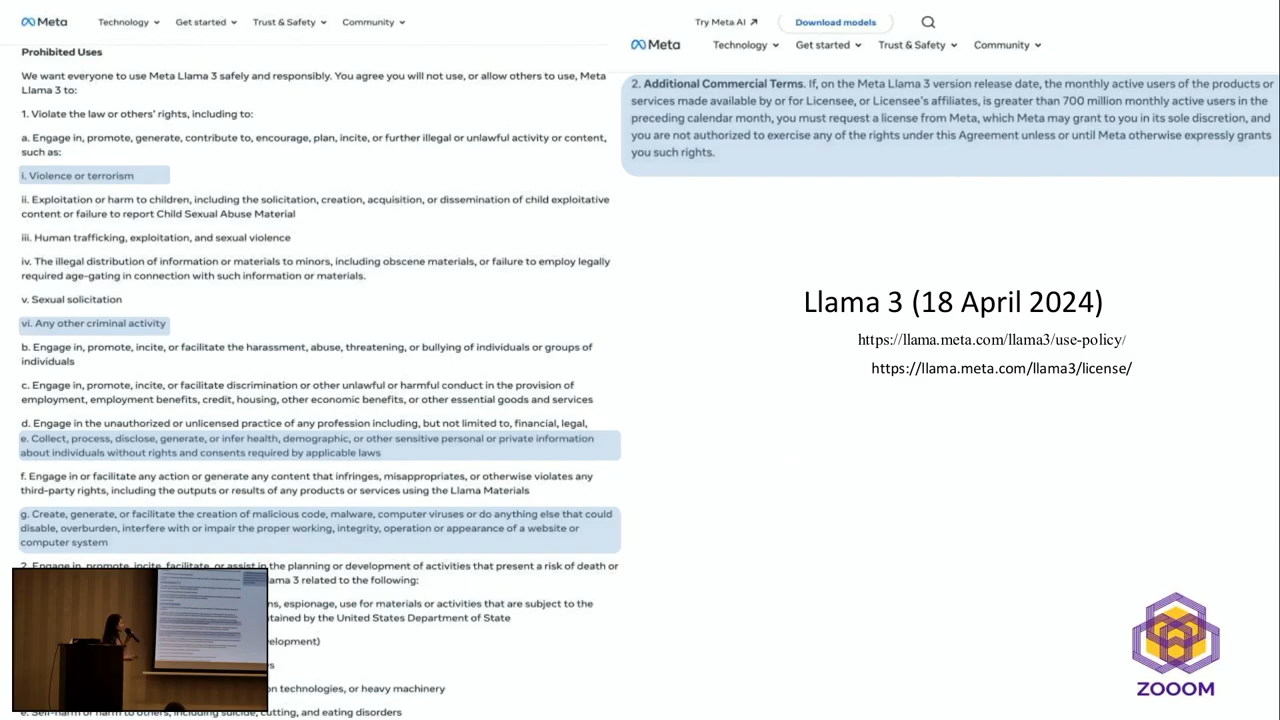 Meta
Technology
Get started
Trust & Safety
Community
Prohibited Uses
We want everyone to use Meta Llama 3 safely and responsibly. You agree you will not use, or allow others to use, Meta
Llama 3 to:
1. Violate the law or others' rights, including to:
a. Engage in, promote, generate, contribute to, encourage, plan, incite, or further illegal or unlawful activity or content,
such as:
i. Violence or terrorism
ii. Exploitation or harm to children, including the solicitation, creation, acquisition, or dissemination of child exploitative
content or failure to report Child Sexual Abuse Material
iii. Human trafficking, exploitation, and sexual violence
iv. The illegal distribution of information or materials to minors, including obscene materials, or failure to employ legally
required age-gating in connection with such information or materials.
v. Sexual solicitation
vi. Any other criminal activity
b. Engage in, promote, incite, or facilitate the harassment, abuse, threatening, or bullying of individuals or groups of
individuals
c. Engage in, promote, incite, or facilitate discrimination or other unlawful or harmful conduct in the provision of
employment, employment benefits, credit, housing, other economic benefits, or other essential goods and services
d. Engage in the unauthorized or unlicensed practice of any profession including, but not limited to, financial, legal,
e. Collect, process, disclose, generate, or infer health, demographic, or other sensitive personal or private information
about individuals without rights and consents required by applicable laws
f. Engage in or facilitate any action or generate any content that infringes, misappropriates, or otherwise violates any
third-party rights, including the outputs or results of any products or services using the Llama Materials
g. Create, generate, or facilitate the creation of malicious code, malware, computer viruses or do anything else that could
disable, overburden, interfere with or impair the proper working, integrity, operation or appearance of a website or
computer system
2. Engage in, promote, incite, facilitate, or assist in the planning or development of activities that present a risk of death or
ama 3 related to the following:
ns, espionage, use for materials or activities that are subject to the
tained by the United States Department of State
elopment)
s
on technologies, or heavy machinery
e. Self-harm or harm to others, including suicide, cutting, and eating disorders
Try Meta AI
Download models
Meta
Technology
Get started
Trust & Safety
Community
2. Additional Commercial Terms. If, on the Meta Llama 3 version release date, the monthly active users of the products or
services made available by or for Licensee, or Licensee's affiliates, is greater than 700 million monthly active users in the
preceding calendar month, you must request a license from Meta, which Meta may grant to you in its sole discretion, and
you are not authorized to exercise any of the rights under this Agreement unless or until Meta otherwise expressly grants
you such rights.
Llama 3 (18 April 2024)
https://llama.meta.com/llama3/use-policy/
https://llama.meta.com/llama3/license/
ZOOOM